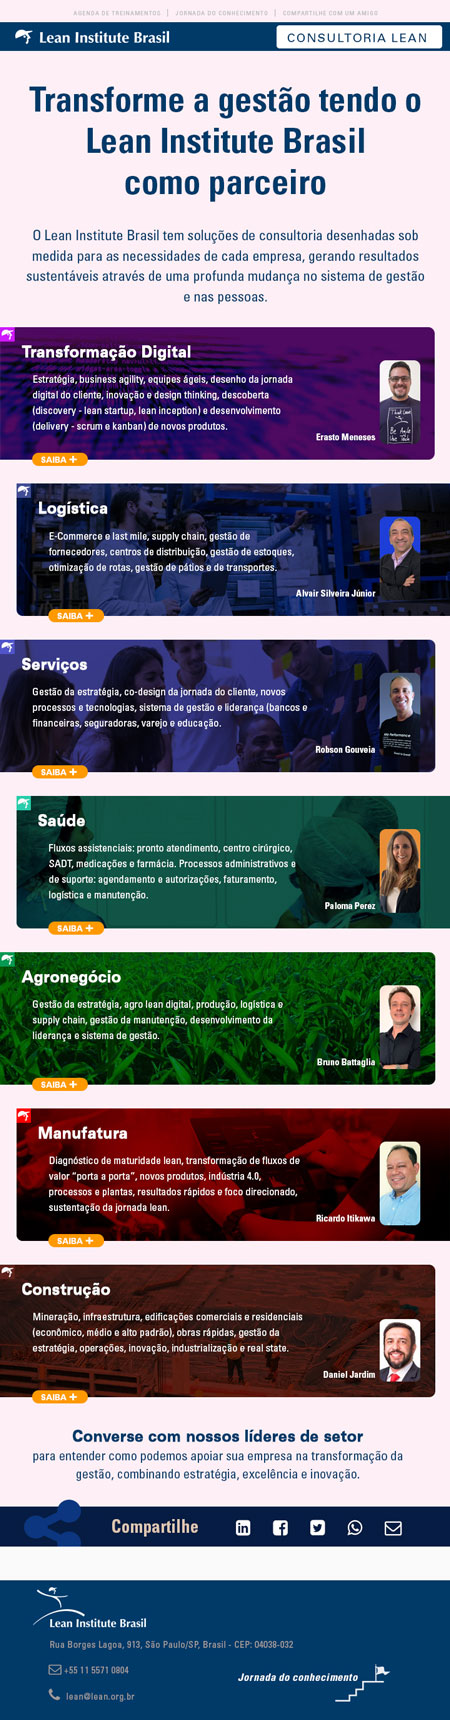 AGENDA DE TREINAMENTOS | JORNADA DO CONHECIMENTO | COMPARTILHE COM UM AMIGO
Lean Institute Brasil
CONSULTORIA LEAN
Transforme a gestão tendo o
Lean Institute Brasil
como parceiro
O Lean Institute Brasil tem soluções de consultoria desenhadas sob
medida para as necessidades de cada empresa, gerando resultados
sustentáveis através de uma profunda mudança no sistema de gestão
e nas pessoas.
Transformação Digital
Estratégia, business agility, equipes ágeis, desenho da jornada
digital do cliente, inovação e design thinking, descoberta
(discovery - lean startup, lean inception) e desenvolvimento
(delivery - scrum e kanban) de novos produtos.
Erasto Meneses
SAIBA +
Logística
E-Commerce e last mile, supply chain, gestão de
fornecedores, centros de distribuição, gestão de estoques,
otimização de rotas, gestão de pátios e de transportes.
Alvair Silveira Júnior
SAIBA +
Serviços
Gestão da estratégia, co-design da jornada do cliente, novos
processos e tecnologias, sistema de gestão e liderança (bancos e
financeiras, seguradoras, varejo e educação.
Robson Gouveia
SAIBA +
Saúde
Fluxos assistenciais: pronto atendimento, centro cirúrgico,
SADT, medicações e farmácia. Processos administrativos e
de suporte: agendamento e autorizações, faturamento,
logística e manutenção.
Paloma Perez
SAIBA +
Agronegócio
Gestão da estratégia, agro lean digital, produção, logística e
supply chain, gestão da manutenção, desenvolvimento da
liderança e sistema de gestão.
Bruno Battaglia
SAIBA +
Manufatura
Diagnóstico de maturidade lean, transformação de fluxos de
valor “porta a porta”, novos produtos, indústria 4.0,
processos e plantas, resultados rápidos e foco direcionado,
sustentação da jornada lean.
Ricardo Itikawa
SAIBA +
Construção
Mineração, infraestrutura, edificações comerciais e residenciais
(econômico, médio e alto padrão), obras rápidas, gestão da
estratégia, operações, inovação, industrialização e real state.
Daniel Jardim
SAIBA +
Converse com nossos líderes de setor
para entender como podemos apoiar sua empresa na transformação da
gestão, combinando estratégia, excelência e inovação.
Compartilhe
Lean Institute Brasil
Rua Borges Lagoa, 913, São Paulo/SP, Brasil - CEP: 04038-032
+55 11 5571 0804
Jornada do conhecimento
lean@lean.org.br